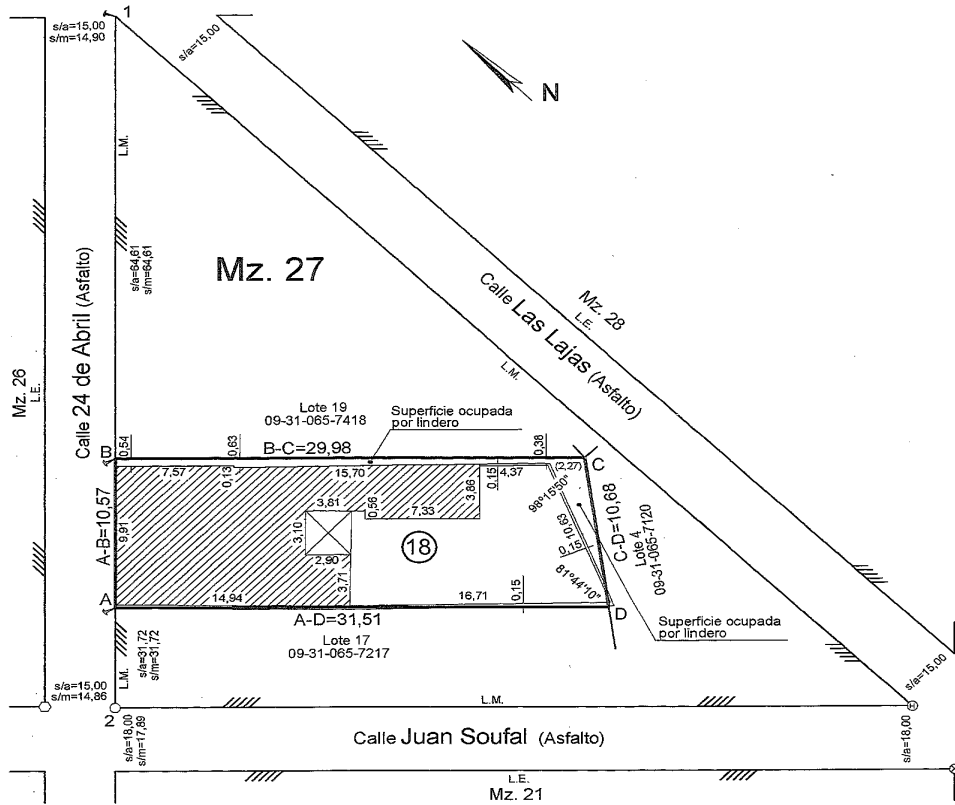 1
s/a=15,00
s/m=14,90
s/a=15,00
N
L.M.
s/a=64,61
s/m=64,61
Mz. 27
Calle 24 de Abril (Asfalto)
Mz. 26
L.E.
Calle Las Lajas (Asfalto)
Mz. 28
L.E.
L.M.
Lote 19
09-31-065-7418
Superficie ocupada
por lindero
B-C=29,98
B
0,54
0,63
0,38
C
7,57
0,13
15,70
0,15
4,37
(2,27)
98°15'50"
A-B=10,57
9,91
3,81
0,56
7,33
3,86
3,10
2,90
3,71
18
10,63
0,15
C-D=10,68
Lote 4
09-31-065-7120
81°44'10"
14,94
16,71
0,15
A
D
A-D=31,51
Lote 17
09-31-065-7217
Superficie ocupada
por lindero
s/a=31,72
s/m=31,72
L.M.
s/a=15,00
s/m=14,86
2
L.M.
s/a=15,00
s/a=18,00
s/m=17,89
Calle Juan Soufal (Asfalto)
s/a=18,00
L.E.
Mz. 21